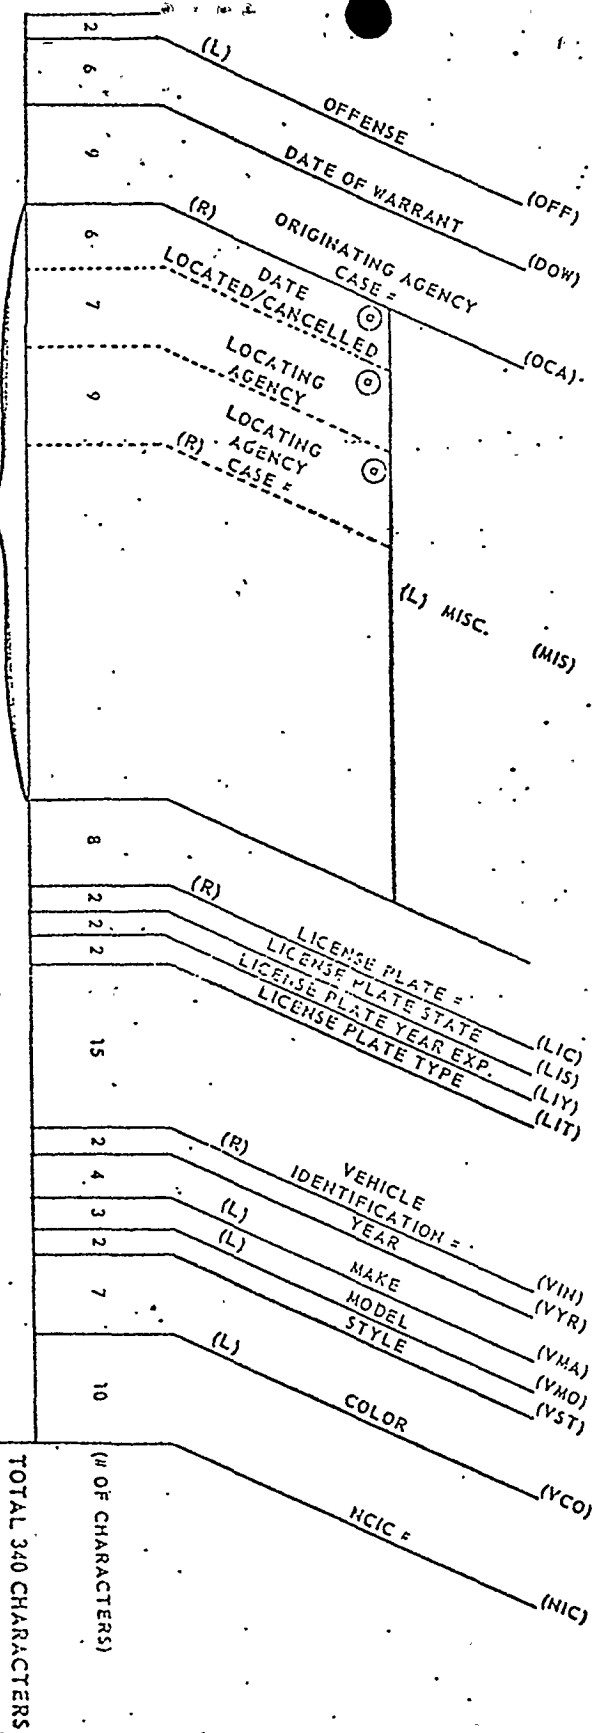 2
(L) OFFENSE (OFF)
6
DATE OF WARRANT (DOW)
9
(R) ORIGINATING AGENCY
CASE = (OCA)
6
DATE
LOCATED/CANCELLED
7
LOCATING
AGENCY
9
(R) LOCATING
AGENCY
CASE =
(L) MISC. (MIS)
8
(R) LICENSE PLATE = (LIC)
2
LICENSE PLATE STATE (LIS)
2
LICENSE PLATE YEAR EXP. (LIY)
2
LICENSE PLATE TYPE (LIT)
15
(R) VEHICLE
IDENTIFICATION = (VIN)
2
YEAR (VYR)
4
(L) MAKE (VMA)
3
(L) MODEL (VMO)
2
STYLE (VST)
7
(L) COLOR (VCO)
10
NCIC = (NIC)
(# OF CHARACTERS)
TOTAL 340 CHARACTERS